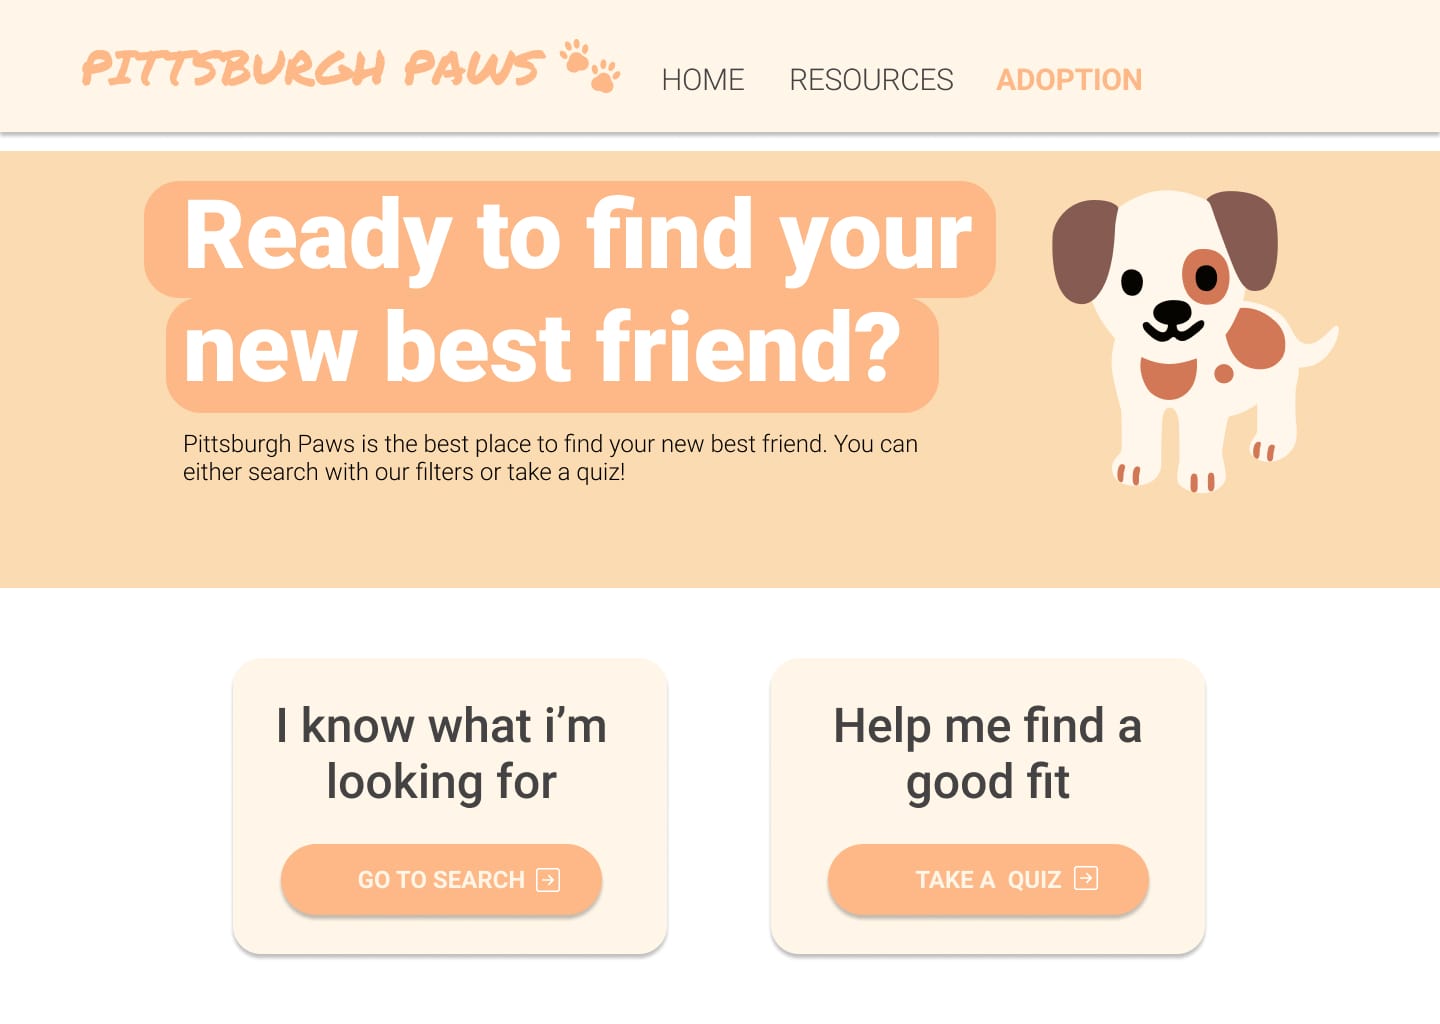 PITTSBURGH PAWS
HOME RESOURCES ADOPTION
Ready to find your
new best friend?
Pittsburgh Paws is the best place to find your new best friend. You can
either search with our filters or take a quiz!
I know what i’m
looking for
GO TO SEARCH
Help me find a
good fit
TAKE A  QUIZ